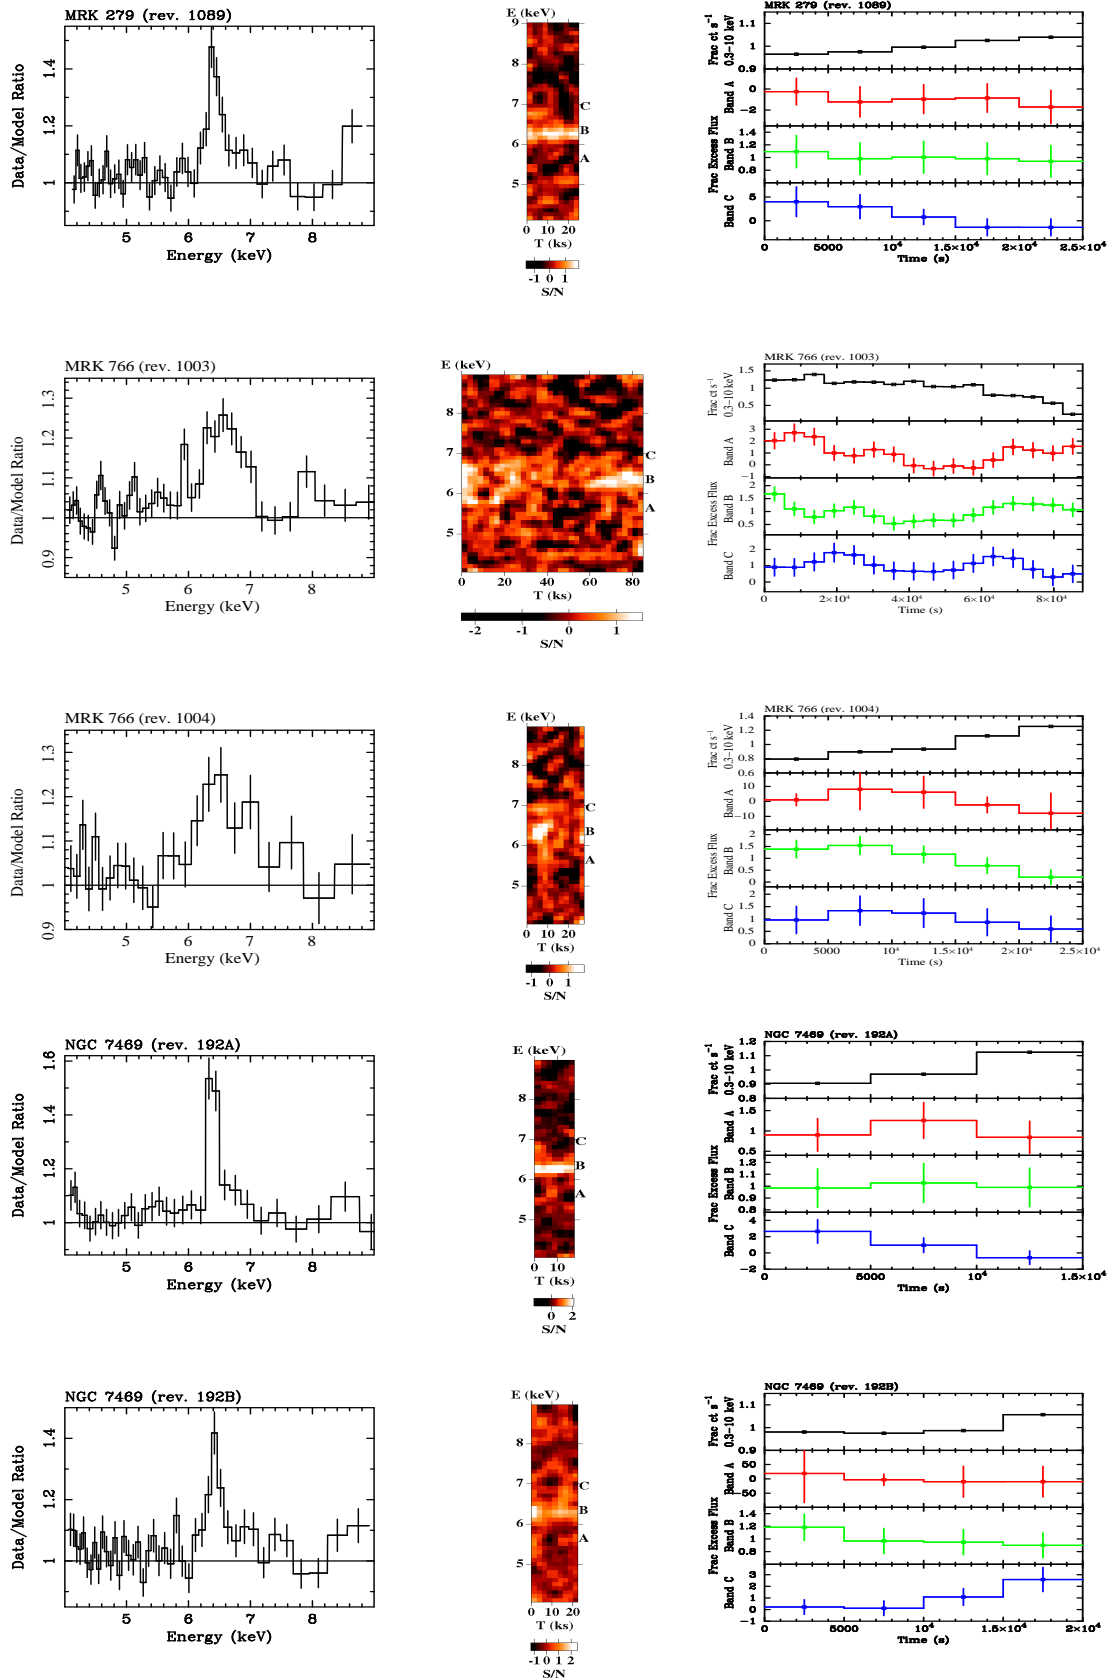 MRK 279 (rev. 1089)
Data/Model Ratio
1.4
1.2
1
5
6
7
8
Energy (keV)
E (keV)
9
8
7
6
5
C
B
A
0 10 20
T (ks)
-1 0 1
S/N
MRK 279 (rev. 1089)
Frac ct s⁻¹
0.3−10 keV
1.1
1
0.9
Band A
0
−2
Frac Excess Flux
Band B
1.4
1.2
1
0.8
Band C
5
0
0 5000 10⁴ 1.5×10⁴ 2×10⁴ 2.5×10⁴
Time (s)
MRK 766 (rev. 1003)
Data/Model Ratio
1.3
1.2
1.1
1
0.9
5
6
7
8
Energy (keV)
E (keV)
8
7
6
5
C
B
A
0 20 40 60 80
T (ks)
-2 -1 0 1
S/N
MRK 766 (rev. 1003)
Frac ct s⁻¹
0.3−10 keV
1.5
1
0.5
Band A
3
2
1
0
−1
Frac Excess Flux
Band B
2
1.5
1
0.5
Band C
2
1
0
0 2×10⁴ 4×10⁴ 6×10⁴ 8×10⁴
Time (s)
MRK 766 (rev. 1004)
Data/Model Ratio
1.3
1.2
1.1
1
0.9
5
6
7
8
Energy (keV)
E (keV)
8
7
6
5
C
B
A
0 10 20
T (ks)
-1 0 1
S/N
MRK 766 (rev. 1004)
Frac ct s⁻¹
0.3−10 keV
1.4
1.2
1
0.8
0.6
Band A
10
0
−10
Frac Excess Flux
Band B
2
1.5
1
0.5
0
Band C
2
1.5
1
0.5
0
0 5000 10⁴ 1.5×10⁴ 2×10⁴ 2.5×10⁴
Time (s)
NGC 7469 (rev. 192A)
Data/Model Ratio
1.6
1.4
1.2
1
5
6
7
8
Energy (keV)
E (keV)
8
7
6
5
C
B
A
0 10
T (ks)
0 2
S/N
NGC 7469 (rev. 192A)
Frac ct s⁻¹
0.3−10 keV
1.2
1.1
1
0.9
0.8
Band A
1.5
1
0.5
Frac Excess Flux
Band B
1.2
1.1
1
0.9
0.8
Band C
4
2
0
−2
0 5000 10⁴ 1.5×10⁴
Time (s)
NGC 7469 (rev. 192B)
Data/Model Ratio
1.4
1.2
1
5
6
7
8
Energy (keV)
E (keV)
8
7
6
5
C
B
A
0 10 20
T (ks)
-1 0 1 2
S/N
NGC 7469 (rev. 192B)
Frac ct s⁻¹
0.3−10 keV
1.1
1
0.9
Band A
50
0
50
Frac Excess Flux
Band B
1.4
1.2
1
0.8
Band C
3
2
1
0
−1
0 5000 10⁴ 1.5×10⁴ 2×10⁴
Time (s)